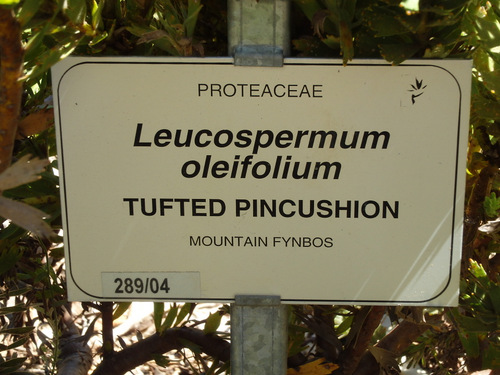 PROTEACEAE
Leucospermum
oleifolium
TUFTED PINCUSHION
MOUNTAIN FYNBOS
289/04